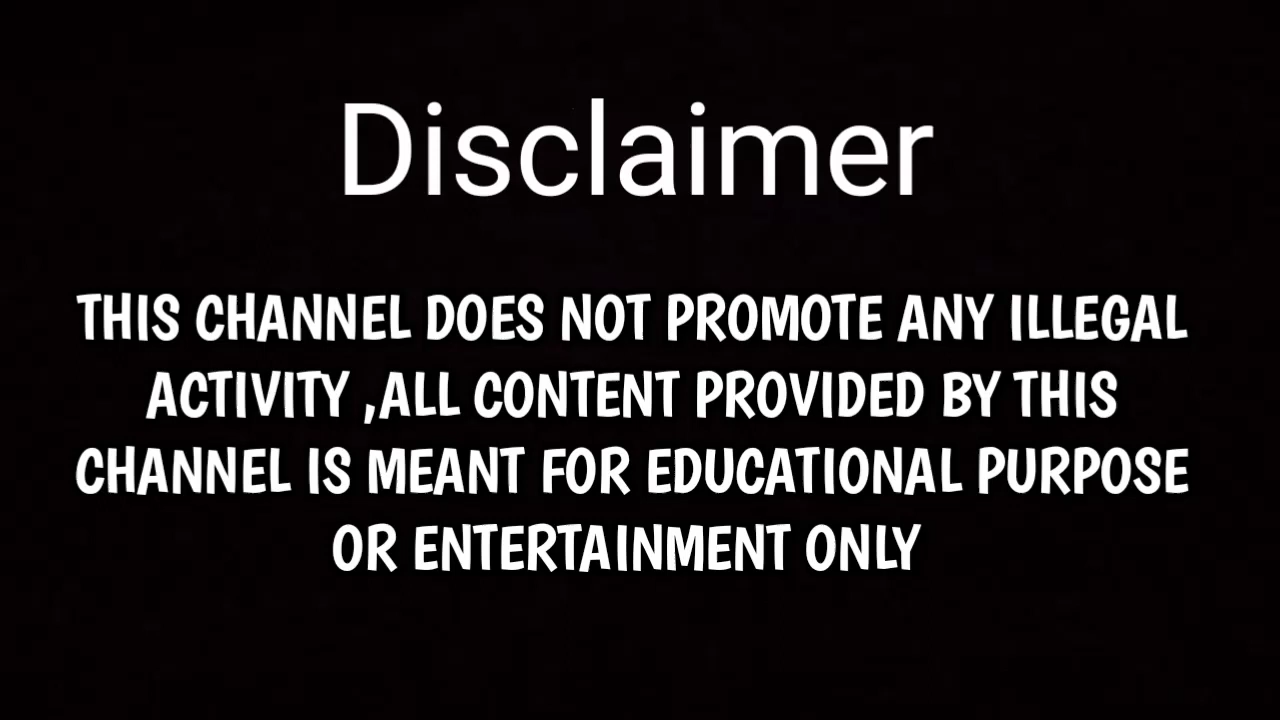 Disclaimer
THIS CHANNEL DOES NOT PROMOTE ANY ILLEGAL
ACTIVITY ,ALL CONTENT PROVIDED BY THIS
CHANNEL IS MEANT FOR EDUCATIONAL PURPOSE
OR ENTERTAINMENT ONLY